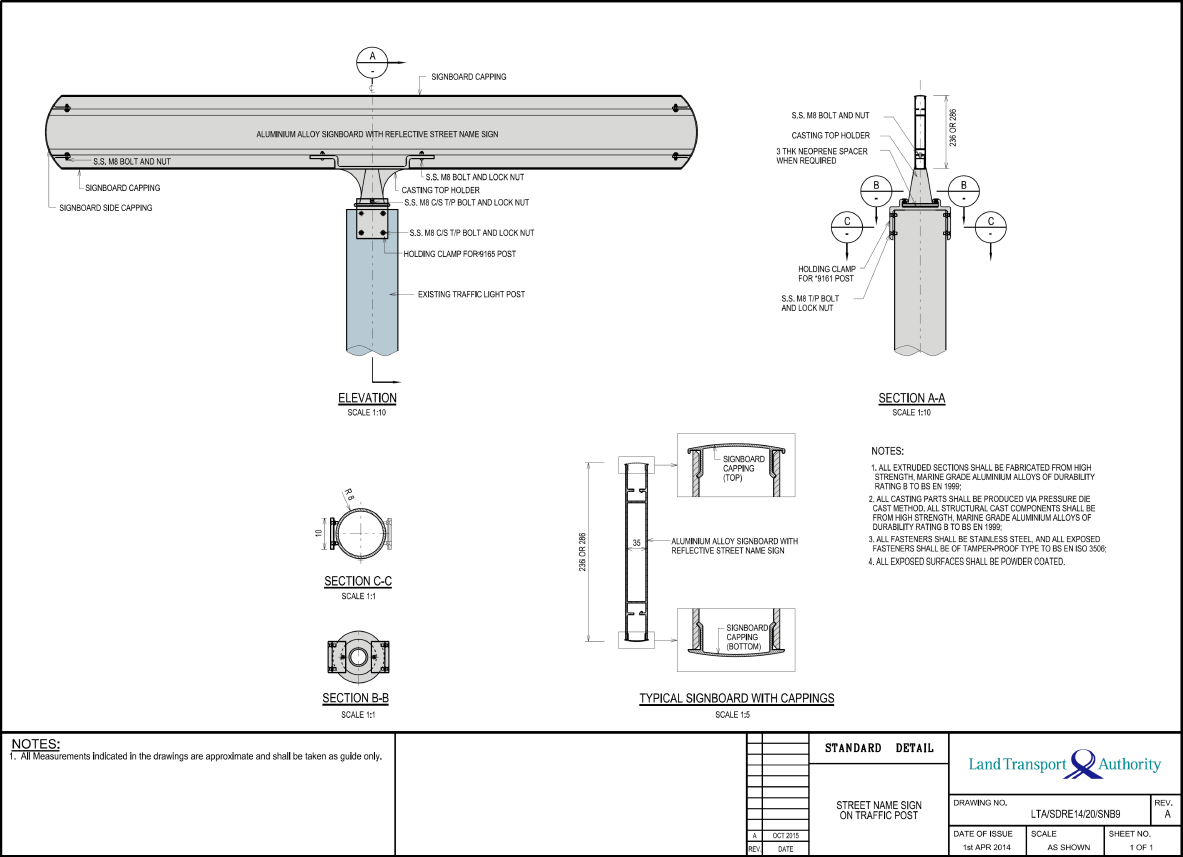 A
-
SIGNBOARD CAPPING
ALUMINIUM ALLOY SIGNBOARD WITH REFLECTIVE STREET NAME SIGN
S.S. M8 BOLT AND NUT
SIGNBOARD CAPPING
SIGNBOARD SIDE CAPPING
S.S. M8 BOLT AND LOCK NUT
CASTING TOP HOLDER
S.S. M8 C/S T/P BOLT AND LOCK NUT
S.S. M8 C/S T/P BOLT AND LOCK NUT
HOLDING CLAMP FOR*9165 POST
EXISTING TRAFFIC LIGHT POST
ELEVATION
SCALE 1:10
S.S. M8 BOLT AND NUT
CASTING TOP HOLDER
3 THK NEOPRENE SPACER
WHEN REQUIRED
236 OR 286
B
-
B
-
C
-
C
-
HOLDING CLAMP
FOR *9161 POST
S.S. M8 T/P BOLT
AND LOCK NUT
SECTION A-A
SCALE 1:10
R 8
10
SECTION C-C
SCALE 1:1
SECTION B-B
SCALE 1:1
236 OR 286
35
SIGNBOARD
CAPPING
(TOP)
ALUMINIUM ALLOY SIGNBOARD WITH
REFLECTIVE STREET NAME SIGN
SIGNBOARD
CAPPING
(BOTTOM)
TYPICAL SIGNBOARD WITH CAPPINGS
SCALE 1:5
NOTES:
1. ALL EXTRUDED SECTIONS SHALL BE FABRICATED FROM HIGH
STRENGTH, MARINE GRADE ALUMINIUM ALLOYS OF DURABILITY
RATING B TO BS EN 1999;
2. ALL CASTING PARTS SHALL BE PRODUCED VIA PRESSURE DIE
CAST METHOD. ALL STRUCTURAL CAST COMPONENTS SHALL BE
FROM HIGH STRENGTH, MARINE GRADE ALUMINIUM ALLOYS OF
DURABILITY RATING B TO BS EN 1999;
3. ALL FASTENERS SHALL BE STAINLESS STEEL, AND ALL EXPOSED
FASTENERS SHALL BE OF TAMPER-PROOF TYPE TO BS EN ISO 3506;
4. ALL EXPOSED SURFACES SHALL BE POWDER COATED.
NOTES:
1. All Measurements indicated in the drawings are approximate and shall be taken as guide only.
A OCT 2015
REV. DATE
STANDARD DETAIL
STREET NAME SIGN
ON TRAFFIC POST
Land Transport Authority
DRAWING NO.
LTA/SDRE14/20/SNB9
REV.
A
DATE OF ISSUE
1st APR 2014
SCALE
AS SHOWN
SHEET NO.
1 OF 1